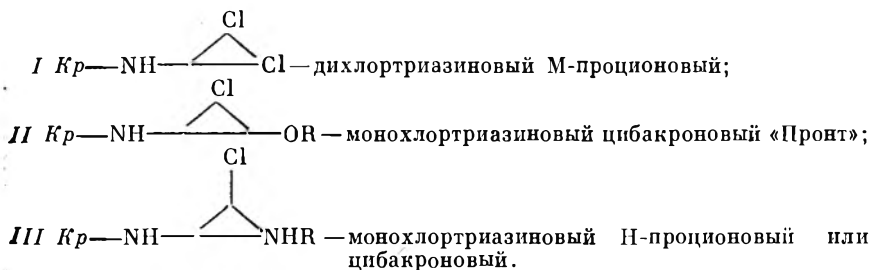 Cl
I Кр—NH— Cl—дихлортриазиновый М-проционовый;
Cl
II Кр—NH— OR—монохлортриазиновый цибакроновый «Пронт»;
Cl
III Кр—NH— NHR—монохлортриазиновый Н-проционовый или
цибакроновый.